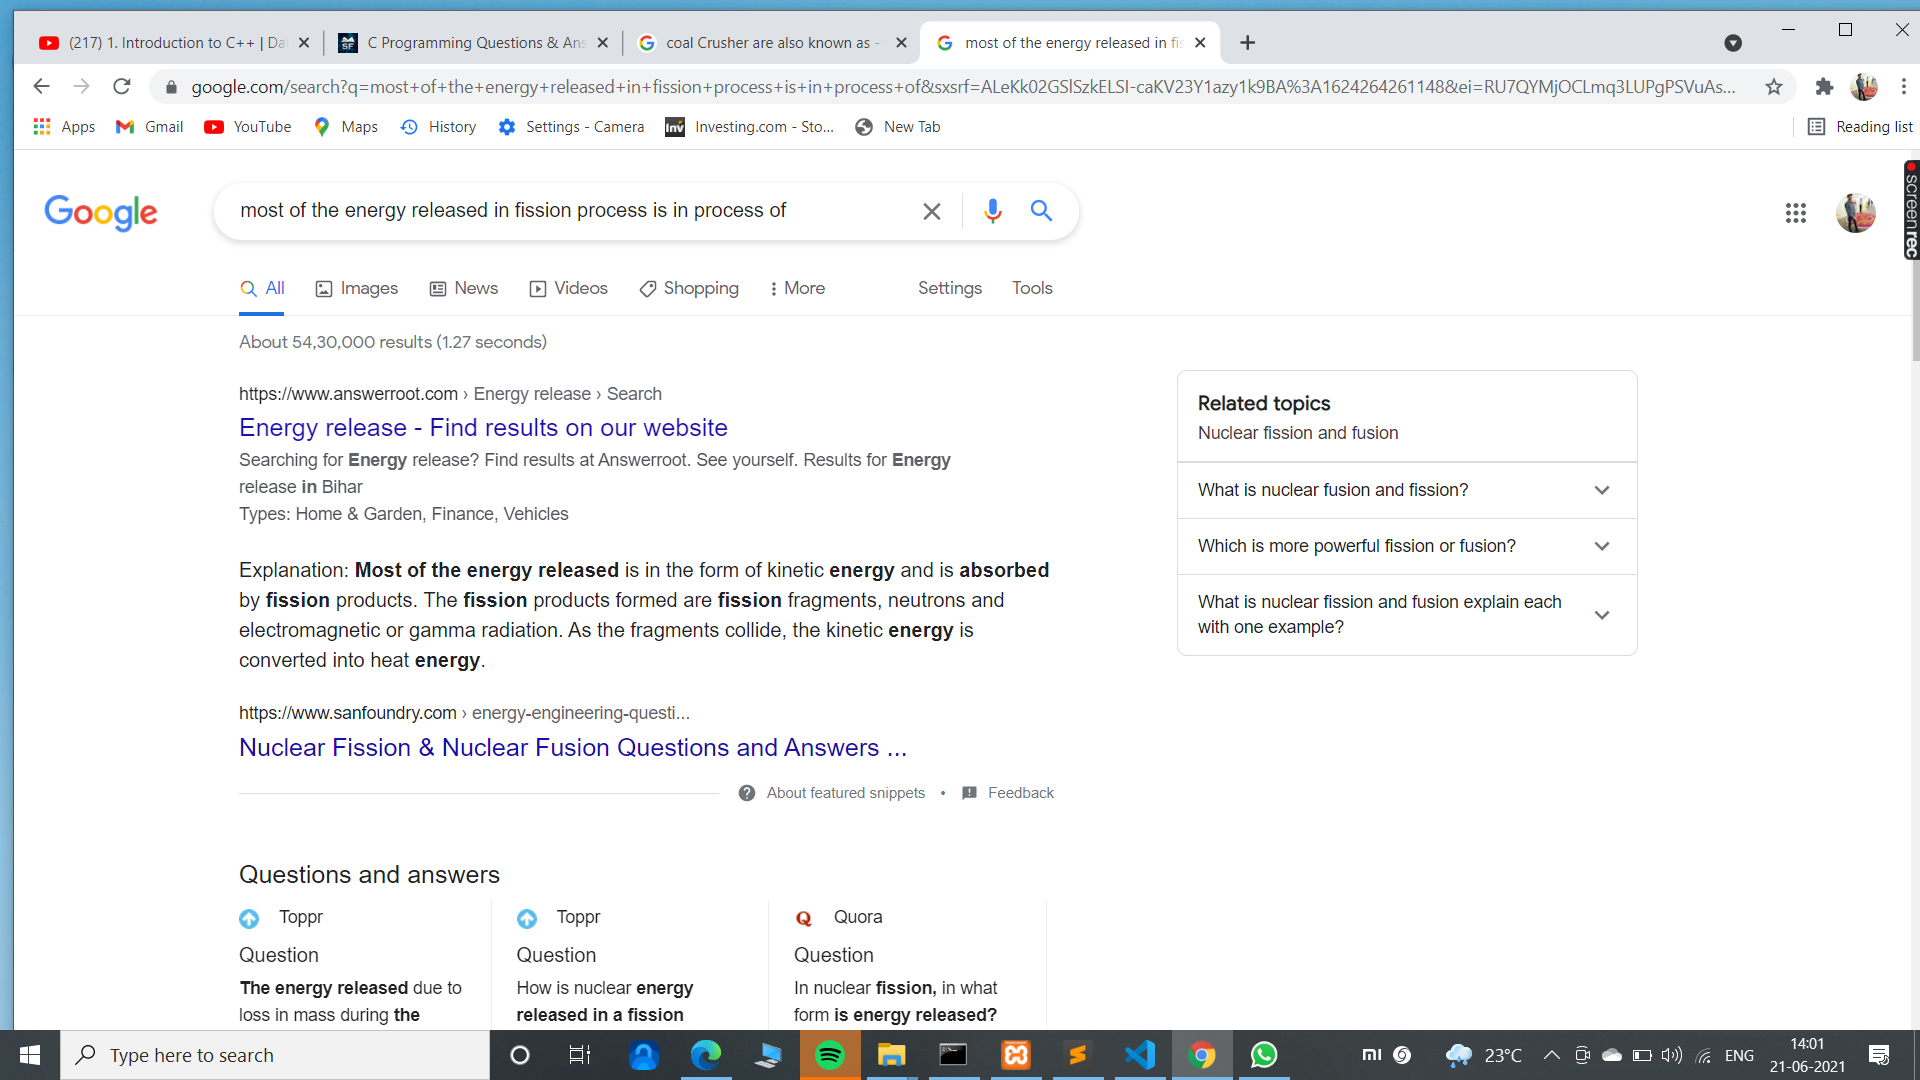 (217) 1. Introduction to C++ | Da
C Programming Questions & Ans
coal Crusher are also known as -
most of the energy released in fis
google.com/search?q=most+of+the+energy+released+in+fission+process+is+in+process+of&sxsrf=ALeKk02GSlSzkELSI-caKV23Y1azy1k9BA%3A1624264261148&ei=RU7QYMjOCLmq3LUPgPSVuAs...
Apps
Gmail
YouTube
Maps
History
Settings - Camera
Investing.com - Sto...
New Tab
Reading list
screenrec
Google
most of the energy released in fission process is in process of
All
Images
News
Videos
Shopping
More
Settings
Tools
About 54,30,000 results (1.27 seconds)
https://www.answerroot.com › Energy release › Search
Energy release - Find results on our website
Searching for Energy release? Find results at Answerroot. See yourself. Results for Energy
release in Bihar
Types: Home & Garden, Finance, Vehicles
Explanation: Most of the energy released is in the form of kinetic energy and is absorbed
by fission products. The fission products formed are fission fragments, neutrons and
electromagnetic or gamma radiation. As the fragments collide, the kinetic energy is
converted into heat energy.
https://www.sanfoundry.com › energy-engineering-questi...
Nuclear Fission & Nuclear Fusion Questions and Answers ...
About featured snippets • Feedback
Related topics
Nuclear fission and fusion
What is nuclear fusion and fission?
Which is more powerful fission or fusion?
What is nuclear fission and fusion explain each
with one example?
Questions and answers
Toppr
Question
The energy released due to
loss in mass during the
Toppr
Question
How is nuclear energy
released in a fission
Quora
Question
In nuclear fission, in what
form is energy released?
Type here to search
23°C
ENG
14:01
21-06-2021